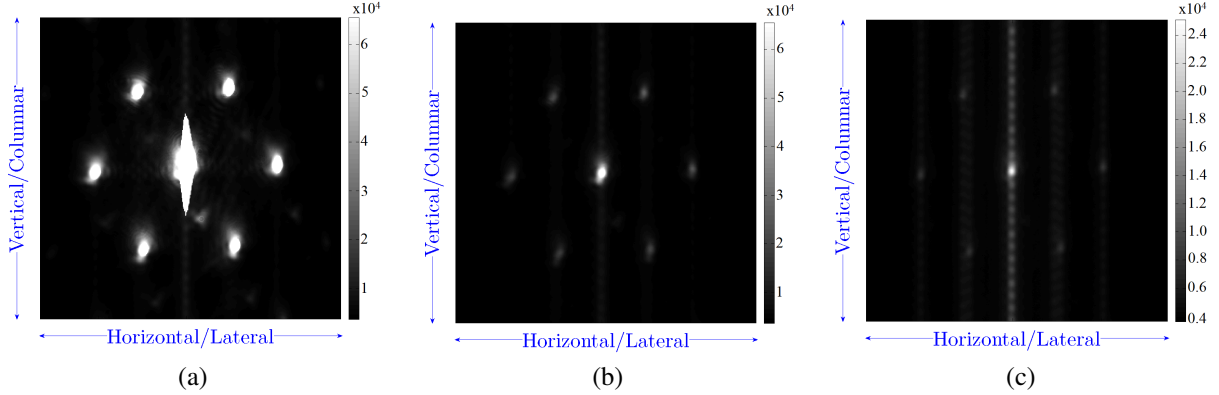 x10⁴
6
5
4
3
2
1
Vertical/Columnar
Horizontal/Lateral
(a)
x10⁴
6
5
4
3
2
1
Vertical/Columnar
Horizontal/Lateral
(b)
x10⁴
2.4
2.2
2.0
1.8
1.6
1.4
1.2
1.0
0.8
0.6
0.4
Vertical/Columnar
Horizontal/Lateral
(c)